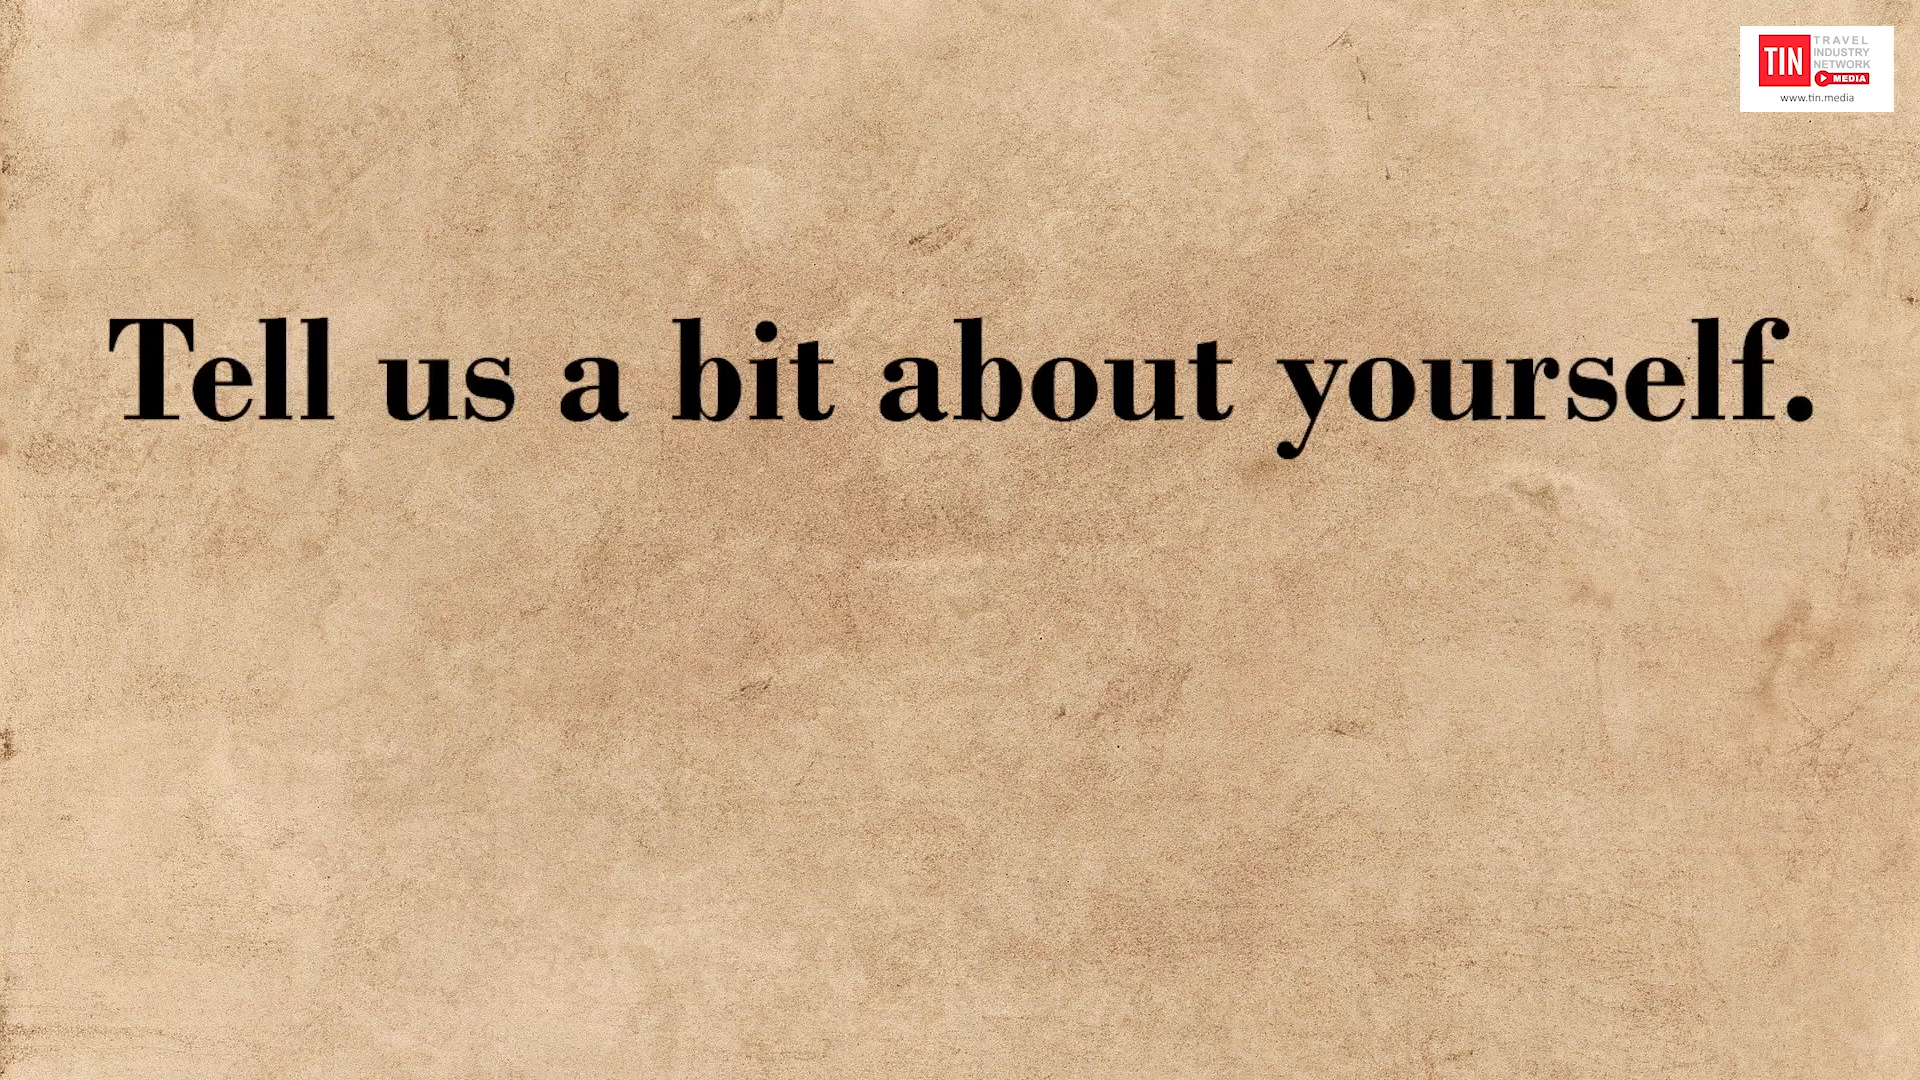 TIN
TRAVEL
INDUSTRY
NETWORK
MEDIA
www.tin.media
Tell us a bit about yourself.